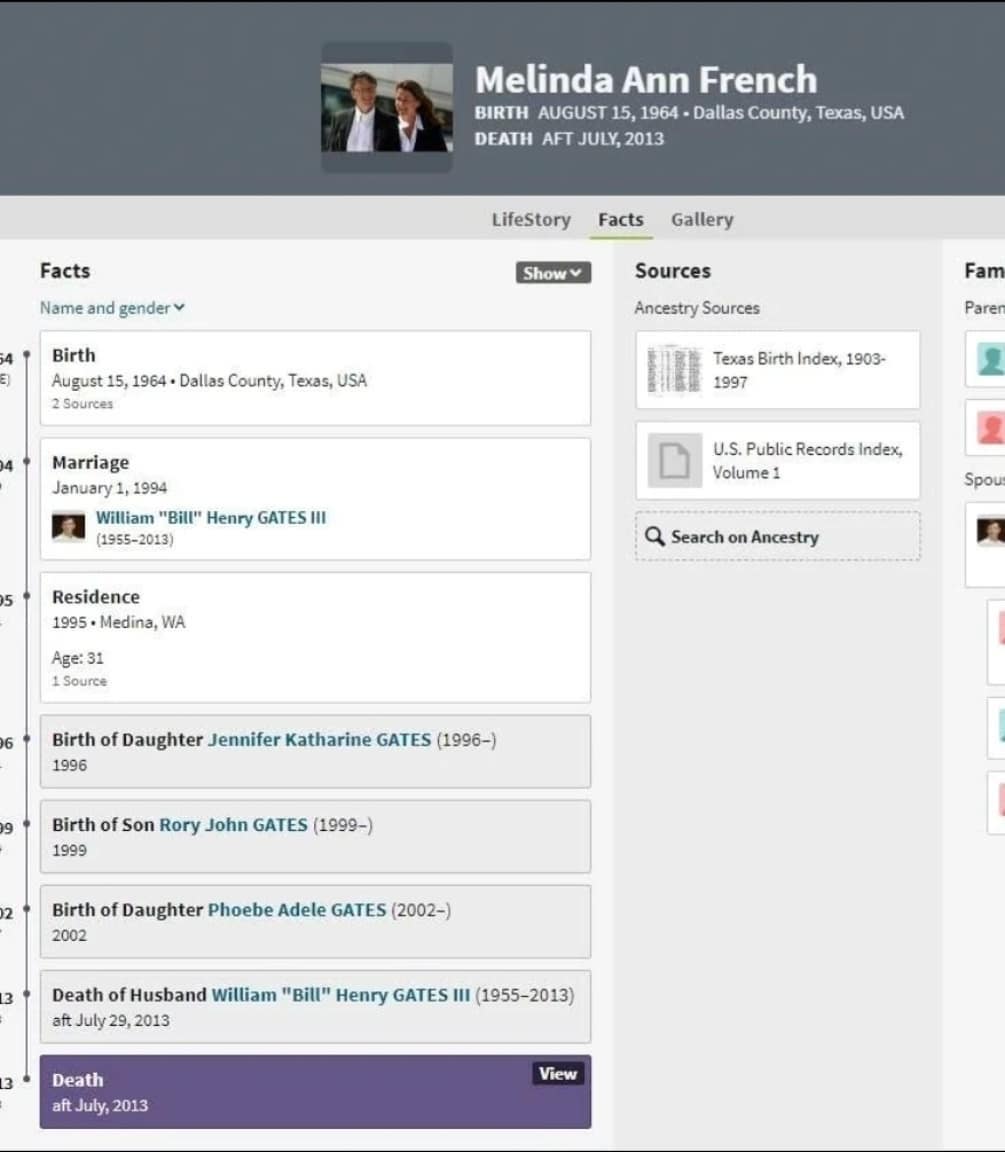 Melinda Ann French
BIRTH AUGUST 15, 1964 • Dallas County, Texas, USA
DEATH AFT JULY, 2013
LifeStory Facts Gallery
Facts
Show
Name and gender
54
E)
Birth
August 15, 1964 • Dallas County, Texas, USA
2 Sources
94
Marriage
January 1, 1994
William "Bill" Henry GATES III
(1955–2013)
95
Residence
1995 • Medina, WA
Age: 31
1 Source
96
Birth of Daughter Jennifer Katharine GATES (1996–)
1996
99
Birth of Son Rory John GATES (1999–)
1999
02
Birth of Daughter Phoebe Adele GATES (2002–)
2002
13
Death of Husband William "Bill" Henry GATES III (1955–2013)
aft July 29, 2013
13
Death
View
aft July, 2013
Sources
Ancestry Sources
Texas Birth Index, 1903-
1997
U.S. Public Records Index,
Volume 1
Search on Ancestry
Fam
Paren
Spous